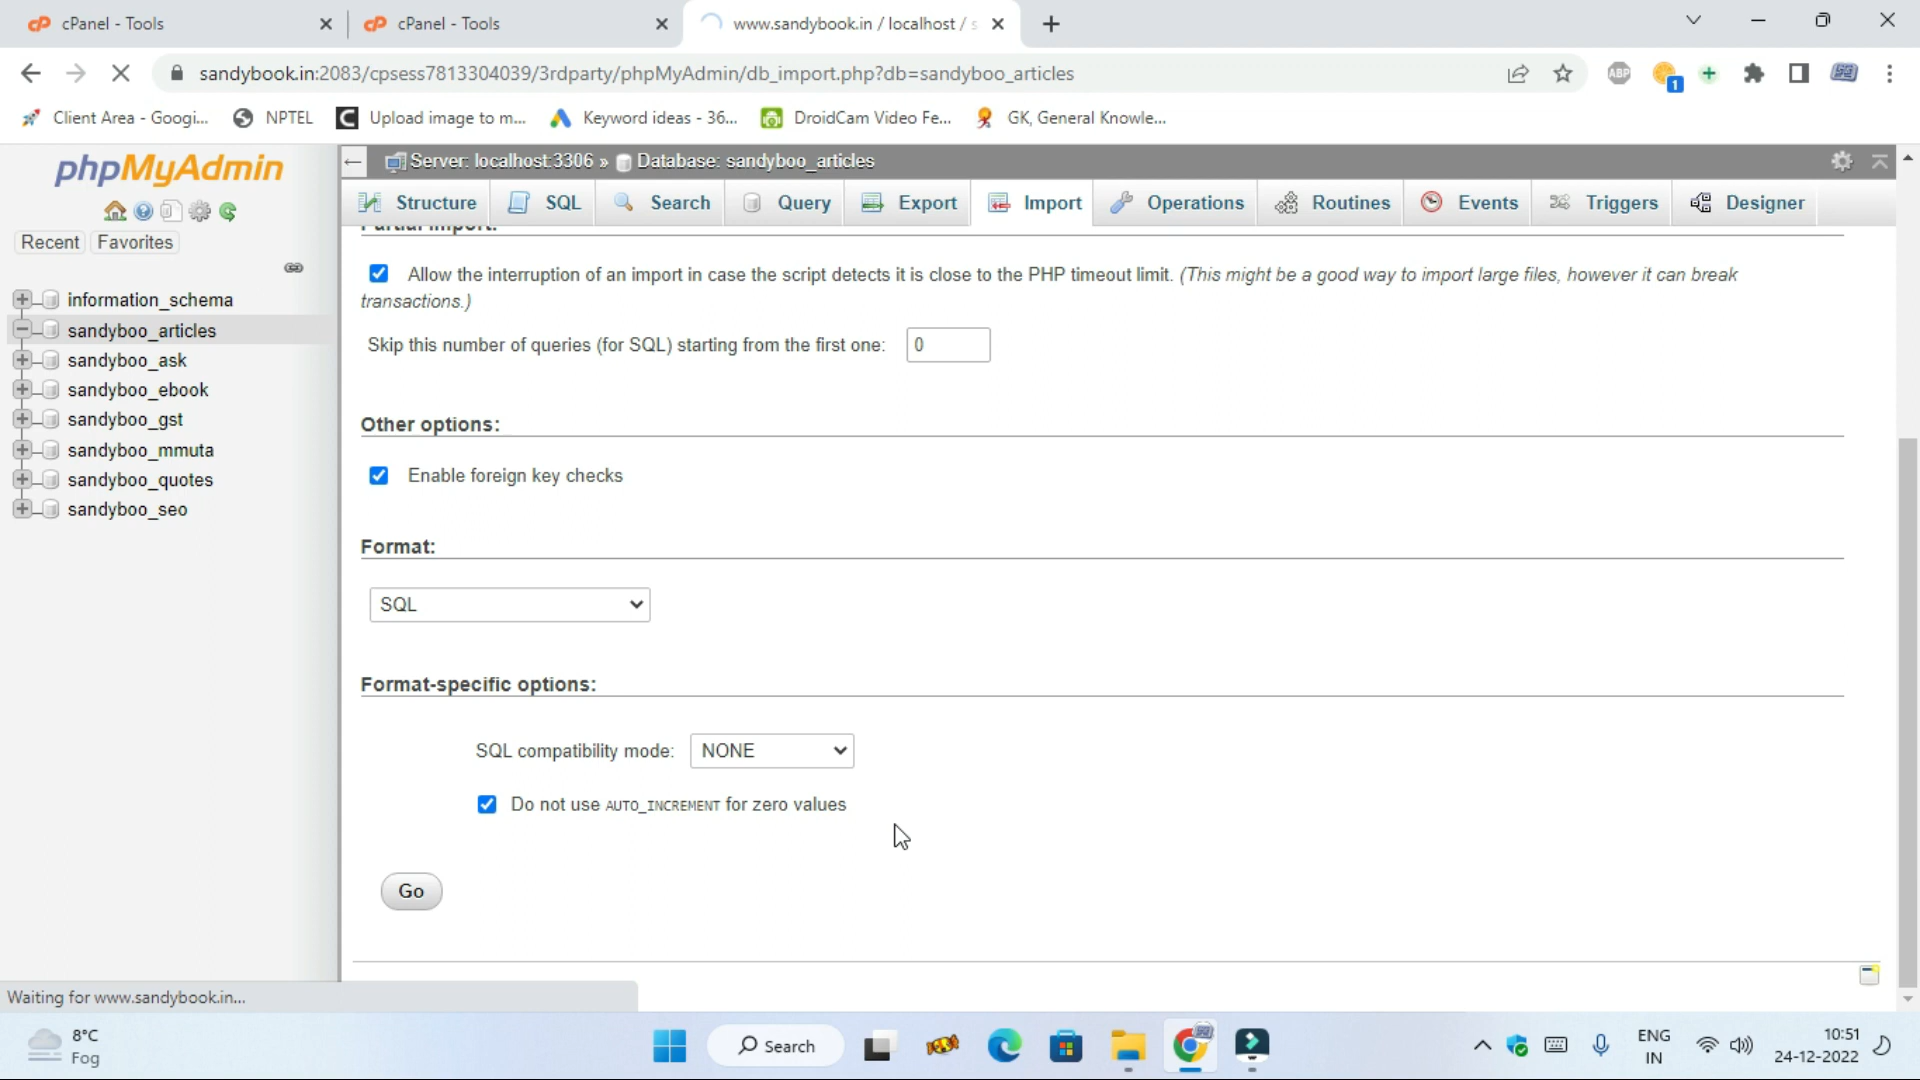 cPanel - Tools
cPanel - Tools
www.sandybook.in / localhost / s
sandybook.in:2083/cpsess7813304039/3rdparty/phpMyAdmin/db_import.php?db=sandyboo_articles
ABP
1
Client Area - Googi...
NPTEL
Upload image to m...
Keyword ideas - 36...
DroidCam Video Fe...
GK, General Knowle...
phpMyAdmin
Server: localhost:3306 » Database: sandyboo_articles
Structure
SQL
Search
Query
Export
Import
Operations
Routines
Events
Triggers
Designer
Recent
Favorites
information_schema
sandyboo_articles
sandyboo_ask
sandyboo_ebook
sandyboo_gst
sandyboo_mmuta
sandyboo_quotes
sandyboo_seo
Partial import:
Allow the interruption of an import in case the script detects it is close to the PHP timeout limit. (This might be a good way to import large files, however it can break
transactions.)
Skip this number of queries (for SQL) starting from the first one: 0
Other options:
Enable foreign key checks
Format:
SQL
Format-specific options:
SQL compatibility mode: NONE
Do not use AUTO_INCREMENT for zero values
Go
Waiting for www.sandybook.in...
8°C
Fog
Search
ENG
IN
10:51
24-12-2022